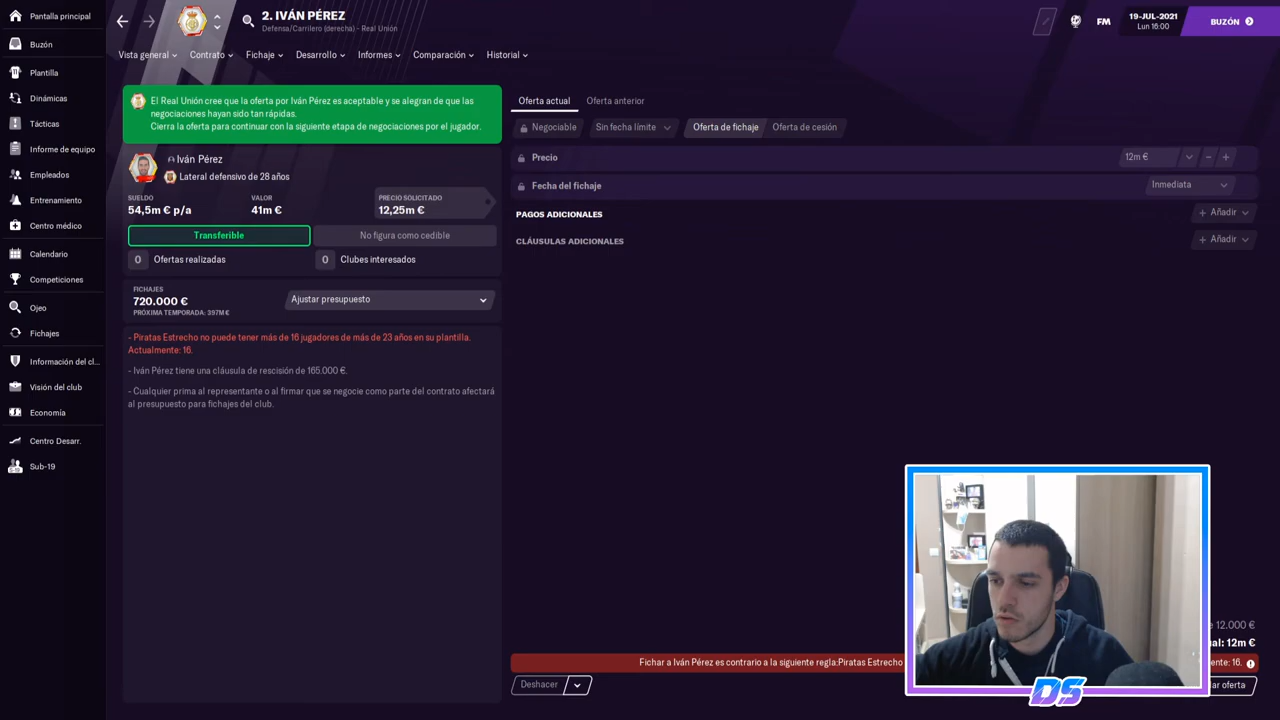 Pantalla principal
Buzón
Plantilla
Dinámicas
Tácticas
Informe de equipo
Empleados
Entrenamiento
Centro médico
Calendario
Competiciones
Ojeo
Fichajes
Información del cl...
Visión del club
Economía
Centro Desarr.
Sub-19
2. IVÁN PÉREZ
Defensa/Carrilero (derecha) - Real Unión
FM
19-JUL-2021
Lun 16:00
BUZÓN
Vista general
Contrato
Fichaje
Desarrollo
Informes
Comparación
Historial
El Real Unión cree que la oferta por Iván Pérez es aceptable y se alegran de que las
negociaciones hayan sido tan rápidas.
Cierra la oferta para continuar con la siguiente etapa de negociaciones por el jugador.
Iván Pérez
Lateral defensivo de 28 años
SUELDO
54,5m € p/a
VALOR
41m €
PRECIO SOLICITADO
12,25m €
Transferible
No figura como cedible
0 Ofertas realizadas
0 Clubes interesados
FICHAJES
720.000 €
PRÓXIMA TEMPORADA: 397M €
Ajustar presupuesto
- Piratas Estrecho no puede tener más de 16 jugadores de más de 23 años en su plantilla.
Actualmente: 16.
- Iván Pérez tiene una cláusula de rescisión de 165.000 €.
- Cualquier prima al representante o al firmar que se negocie como parte del contrato afectará
al presupuesto para fichajes del club.
Oferta actual
Oferta anterior
Negociable
Sin fecha límite
Oferta de fichaje
Oferta de cesión
Precio
12m €
Fecha del fichaje
Inmediata
PAGOS ADICIONALES
Añadir
CLÁUSULAS ADICIONALES
Añadir
12.000 €
12m €
Fichar a Iván Pérez es contrario a la siguiente regla:Piratas Estrecho
16.
Deshacer
oferta
DS